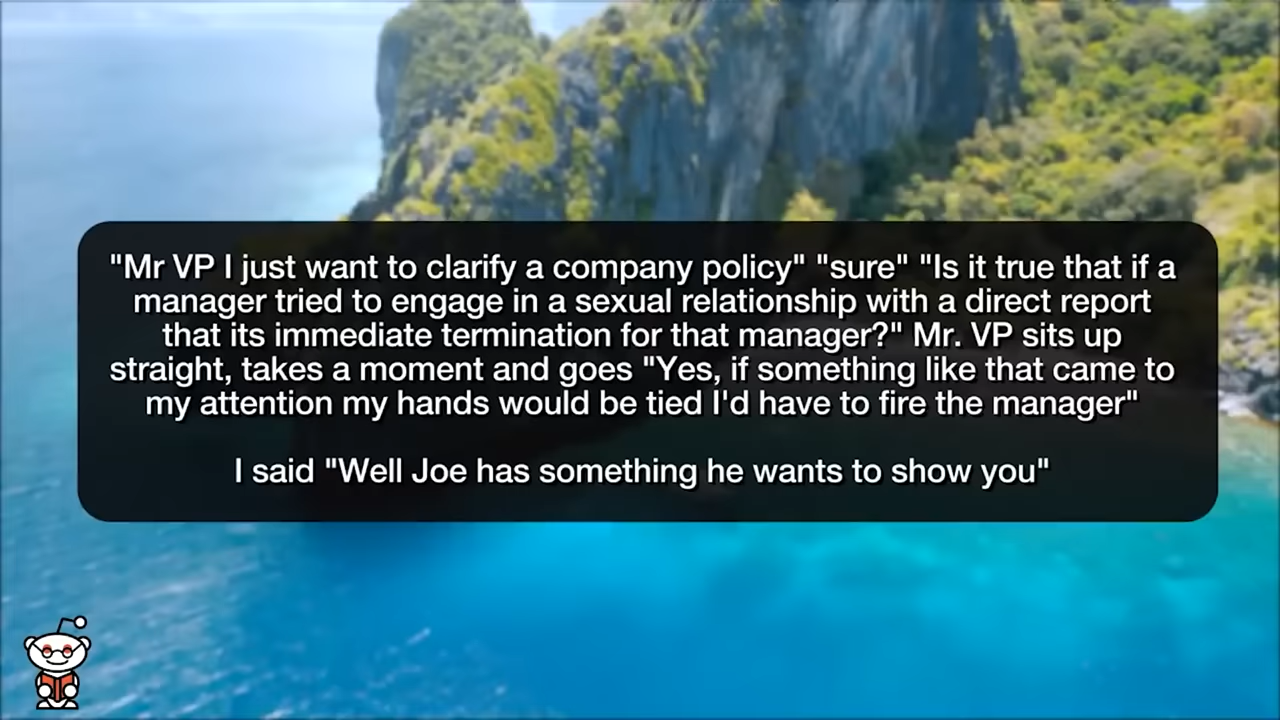 "Mr VP I just want to clarify a company policy" "sure" "Is it true that if a
manager tried to engage in a sexual relationship with a direct report
that its immediate termination for that manager?" Mr. VP sits up
straight, takes a moment and goes "Yes, if something like that came to
my attention my hands would be tied I'd have to fire the manager"
I said "Well Joe has something he wants to show you"